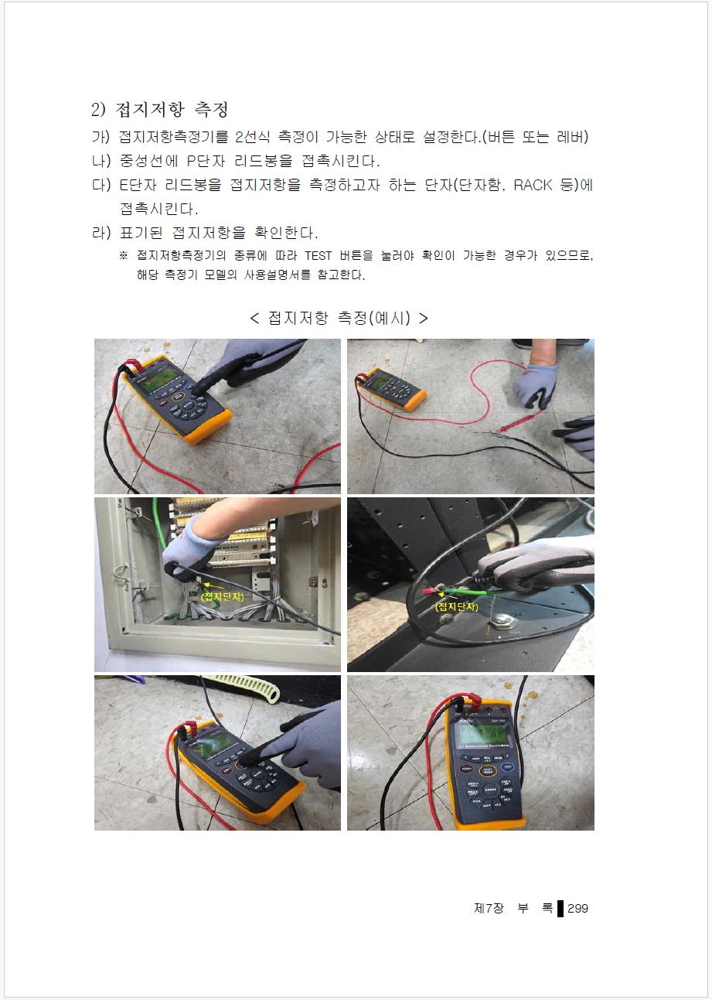 2) 접지저항 측정
가) 접지저항측정기를 2선식 측정이 가능한 상태로 설정한다.(버튼 또는 레버)
나) 중성선에 P단자 리드봉을 접촉시킨다.
다) E단자 리드봉을 접지저항을 측정하고자 하는 단자(단자함, RACK 등)에
접촉시킨다.
라) 표기된 접지저항을 확인한다.
※ 접지저항측정기의 종류에 따라 TEST 버튼을 눌러야 확인이 가능한 경우가 있으므로,
해당 측정기 모델의 사용설명서를 참고한다.
< 접지저항 측정(예시) >
(접지단자)
(접지단자)
RANGE
제7장 부 록 299